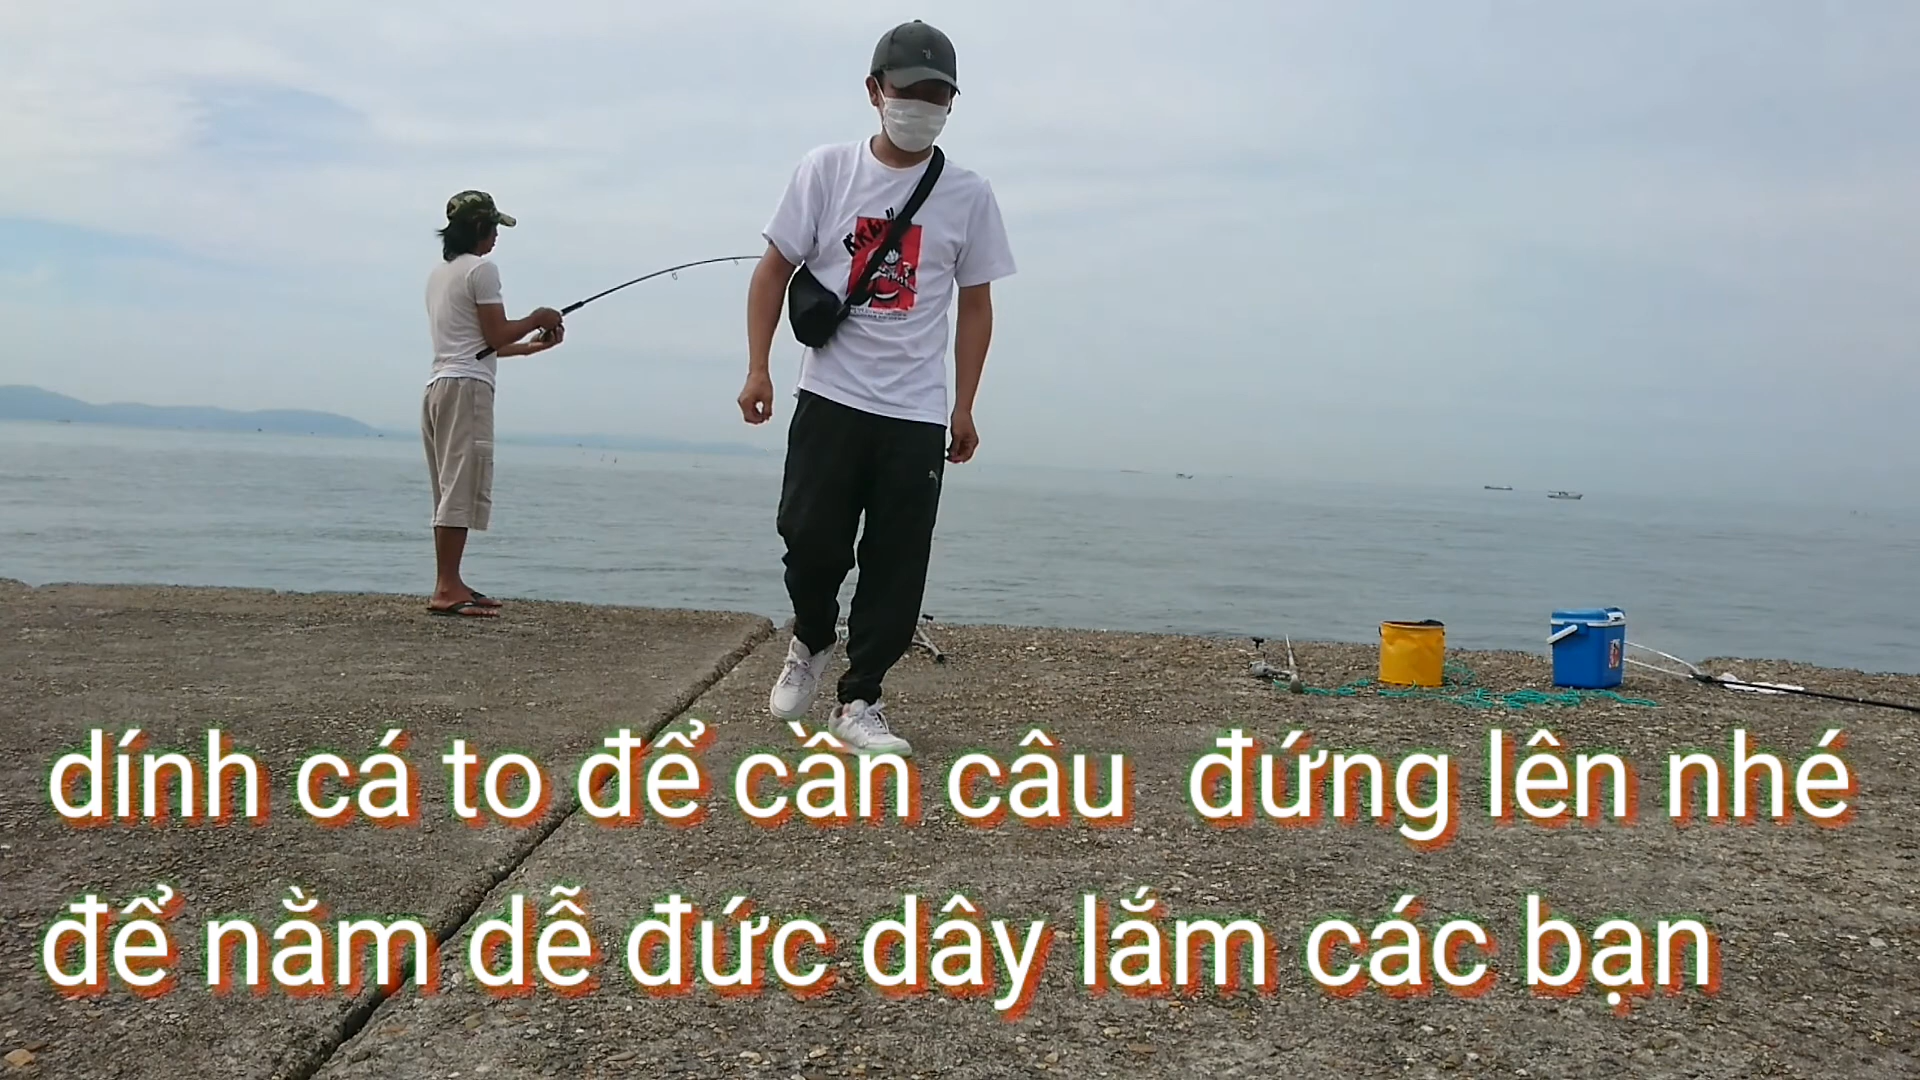 dính cá to để cần câu đứng lên nhé
để nằm dễ đức dây lắm các bạn